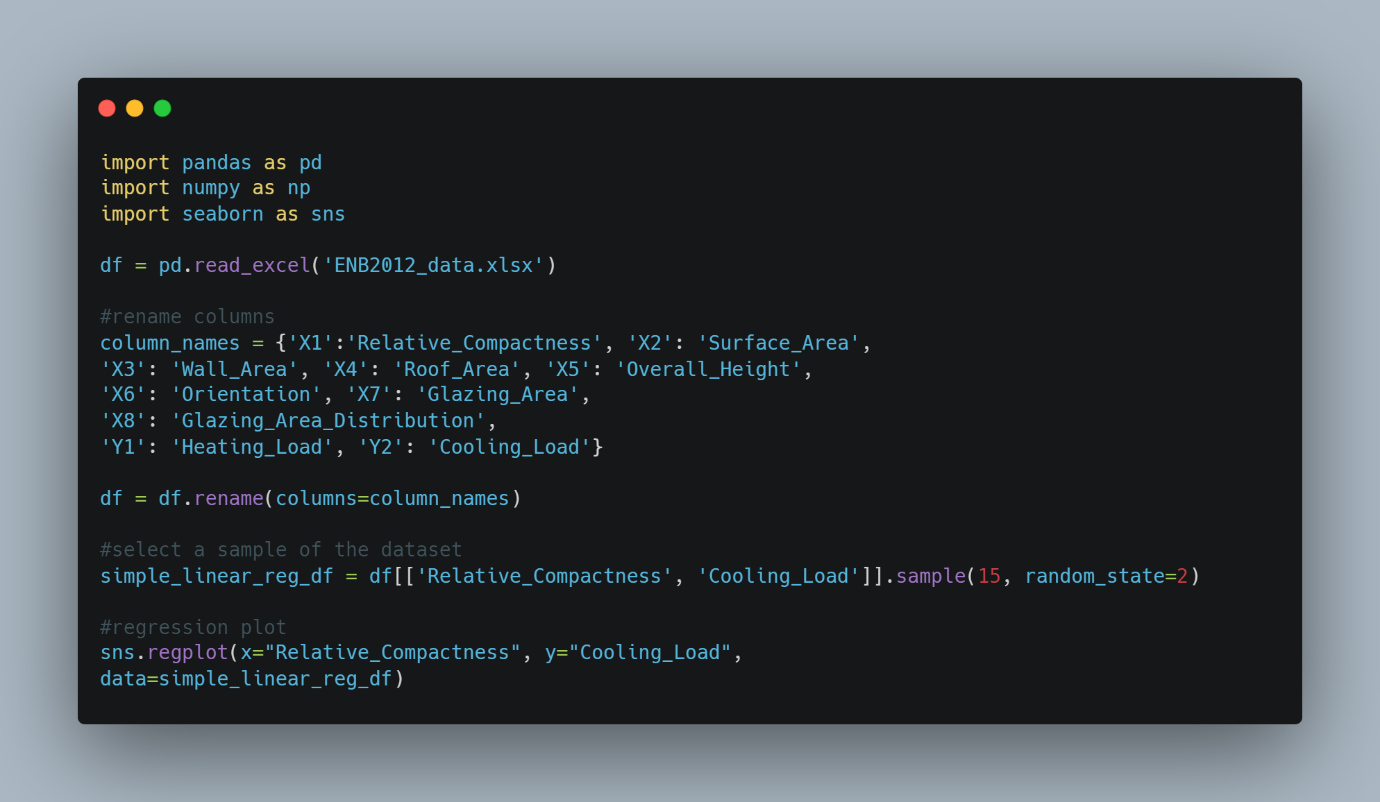 import pandas as pd
import numpy as np
import seaborn as sns
df = pd.read_excel('ENB2012_data.xlsx')
#rename columns
column_names = {'X1':'Relative_Compactness', 'X2': 'Surface_Area',
'X3': 'Wall_Area', 'X4': 'Roof_Area', 'X5': 'Overall_Height',
'X6': 'Orientation', 'X7': 'Glazing_Area',
'X8': 'Glazing_Area_Distribution',
'Y1': 'Heating_Load', 'Y2': 'Cooling_Load'}
df = df.rename(columns=column_names)
#select a sample of the dataset
simple_linear_reg_df = df[['Relative_Compactness', 'Cooling_Load']].sample(15, random_state=2)
#regression plot
sns.regplot(x="Relative_Compactness", y="Cooling_Load",
data=simple_linear_reg_df)